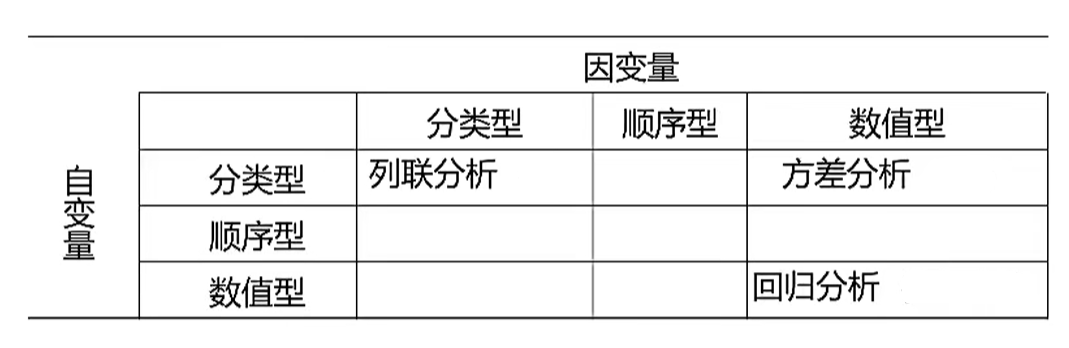 因变量
分类型 顺序型 数值型
自变量
分类型 列联分析 方差分析
顺序型
数值型 回归分析